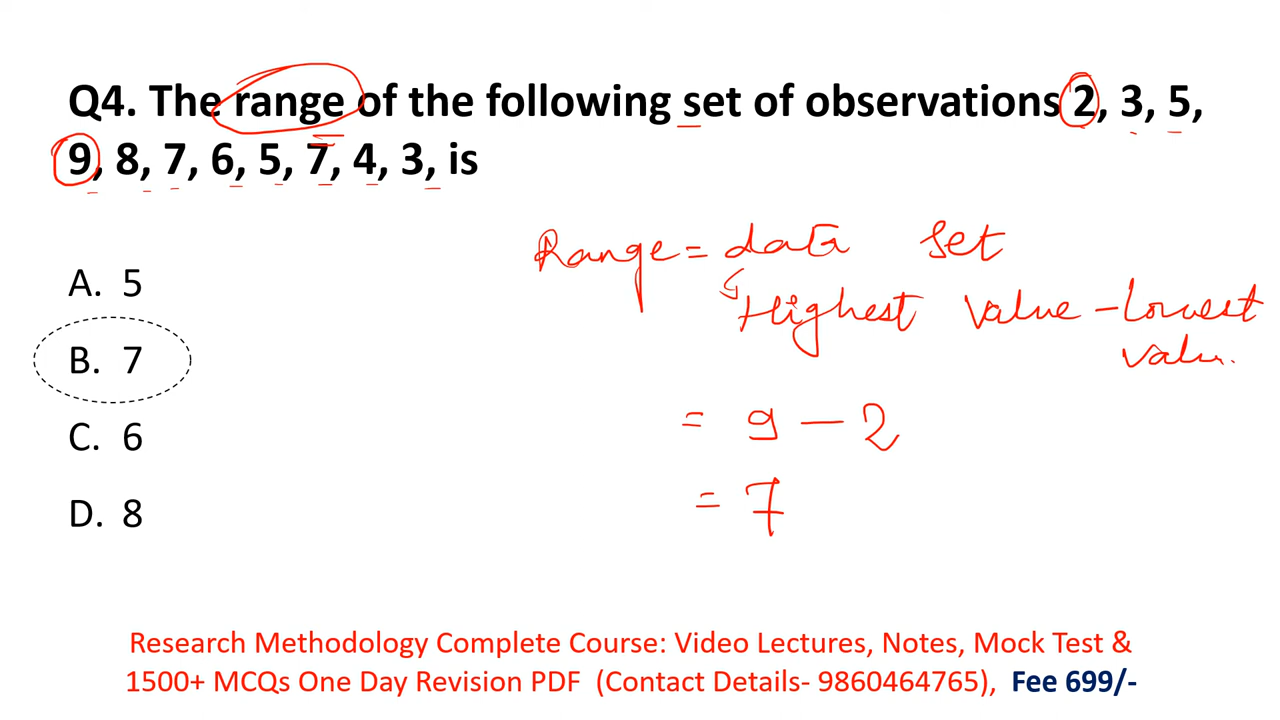 Q4. The range of the following set of observations 2, 3, 5,
9, 8, 7, 6, 5, 7, 4, 3, is
Range = data set
Highest value - Lowest
valu.
A. 5
B. 7
C. 6
D. 8
= 9 - 2
= 7
Research Methodology Complete Course: Video Lectures, Notes, Mock Test &
1500+ MCQs One Day Revision PDF (Contact Details- 9860464765), Fee 699/-